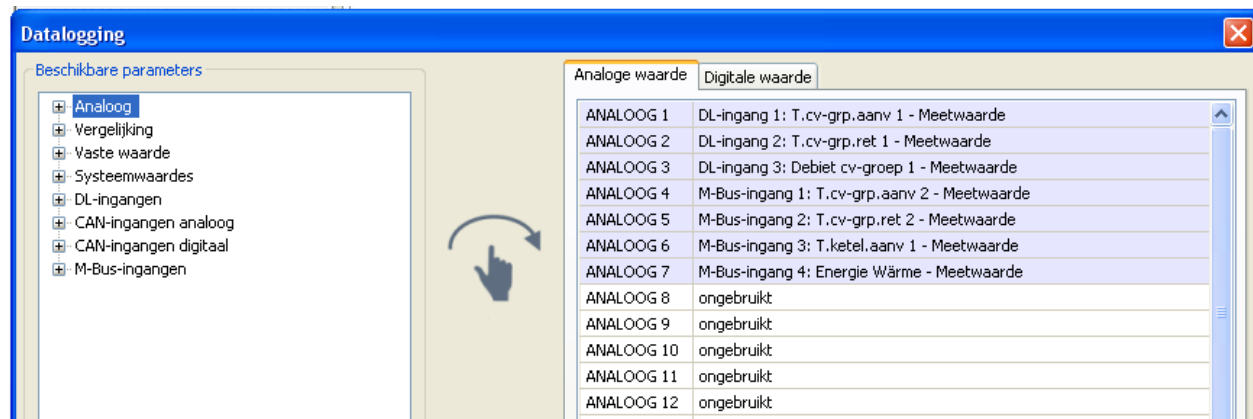 Datalogging
Beschikbare parameters
Analoog
Vergelijking
Vaste waarde
Systeemwaardes
DL-ingangen
CAN-ingangen analoog
CAN-ingangen digitaal
M-Bus-ingangen
Analoge waarde Digitale waarde
ANALOOG 1 DL-ingang 1: T.cv-grp.aanv 1 - Meetwaarde
ANALOOG 2 DL-ingang 2: T.cv-grp.ret 1 - Meetwaarde
ANALOOG 3 DL-ingang 3: Debiet cv-groep 1 - Meetwaarde
ANALOOG 4 M-Bus-ingang 1: T.cv-grp.aanv 2 - Meetwaarde
ANALOOG 5 M-Bus-ingang 2: T.cv-grp.ret 2 - Meetwaarde
ANALOOG 6 M-Bus-ingang 3: T.ketel.aanv 1 - Meetwaarde
ANALOOG 7 M-Bus-ingang 4: Energie Wärme - Meetwaarde
ANALOOG 8 ongebruikt
ANALOOG 9 ongebruikt
ANALOOG 10 ongebruikt
ANALOOG 11 ongebruikt
ANALOOG 12 ongebruikt